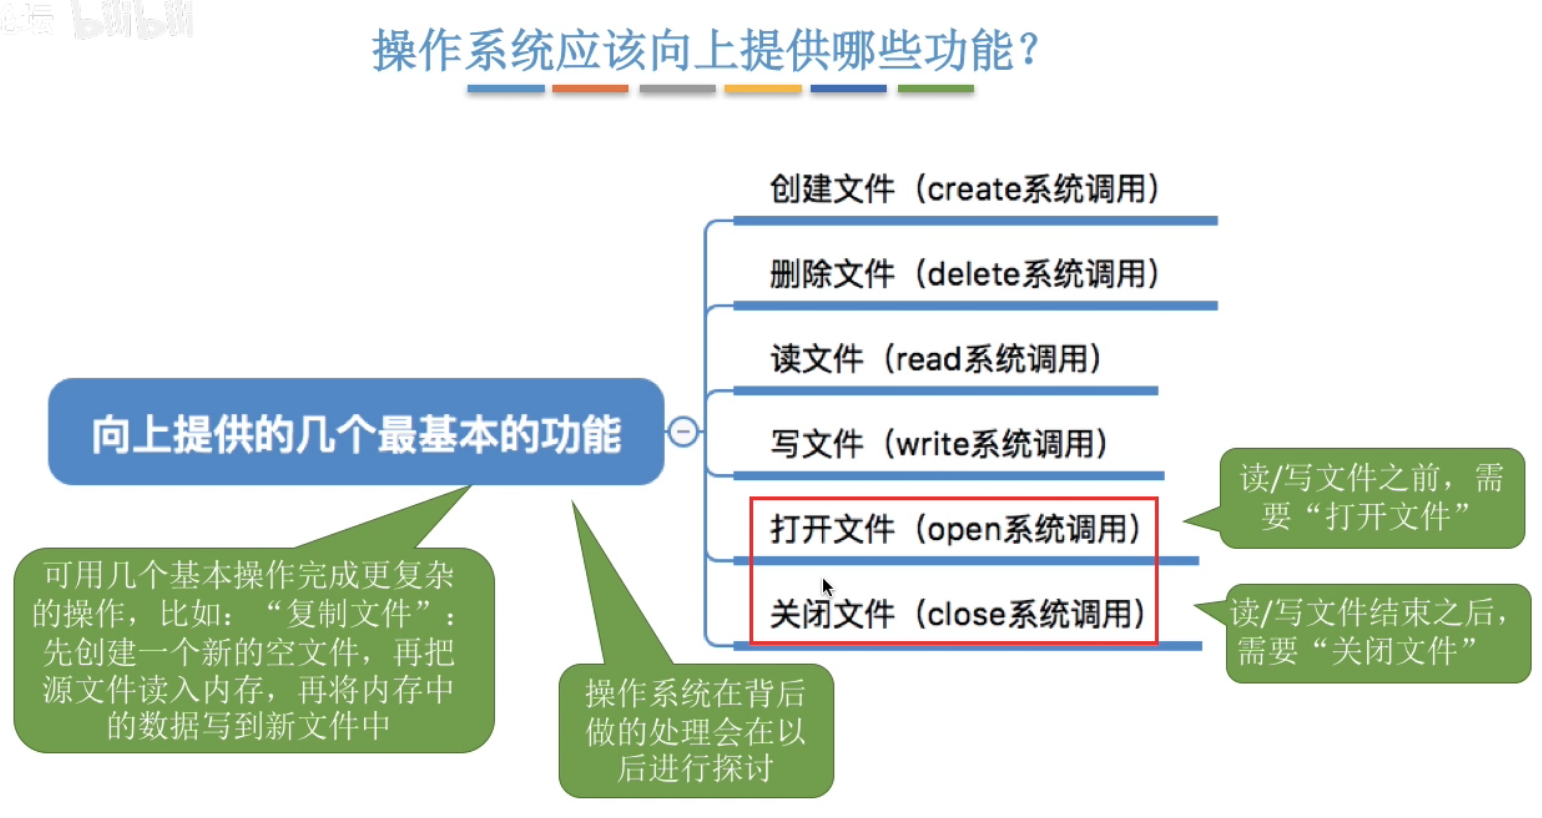 bilibili
操作系统应该向上提供哪些功能？
创建文件（create系统调用）
删除文件（delete系统调用）
读文件（read系统调用）
写文件（write系统调用）
打开文件（open系统调用）
关闭文件（close系统调用）
向上提供的几个最基本的功能
读/写文件之前，需
要“打开文件”
读/写文件结束之后，
需要“关闭文件”
可用几个基本操作完成更复杂
的操作，比如：“复制文件”：
先创建一个新的空文件，再把
源文件读入内存，再将内存中
的数据写到新文件中
操作系统在背后
做的处理会在以
后进行探讨